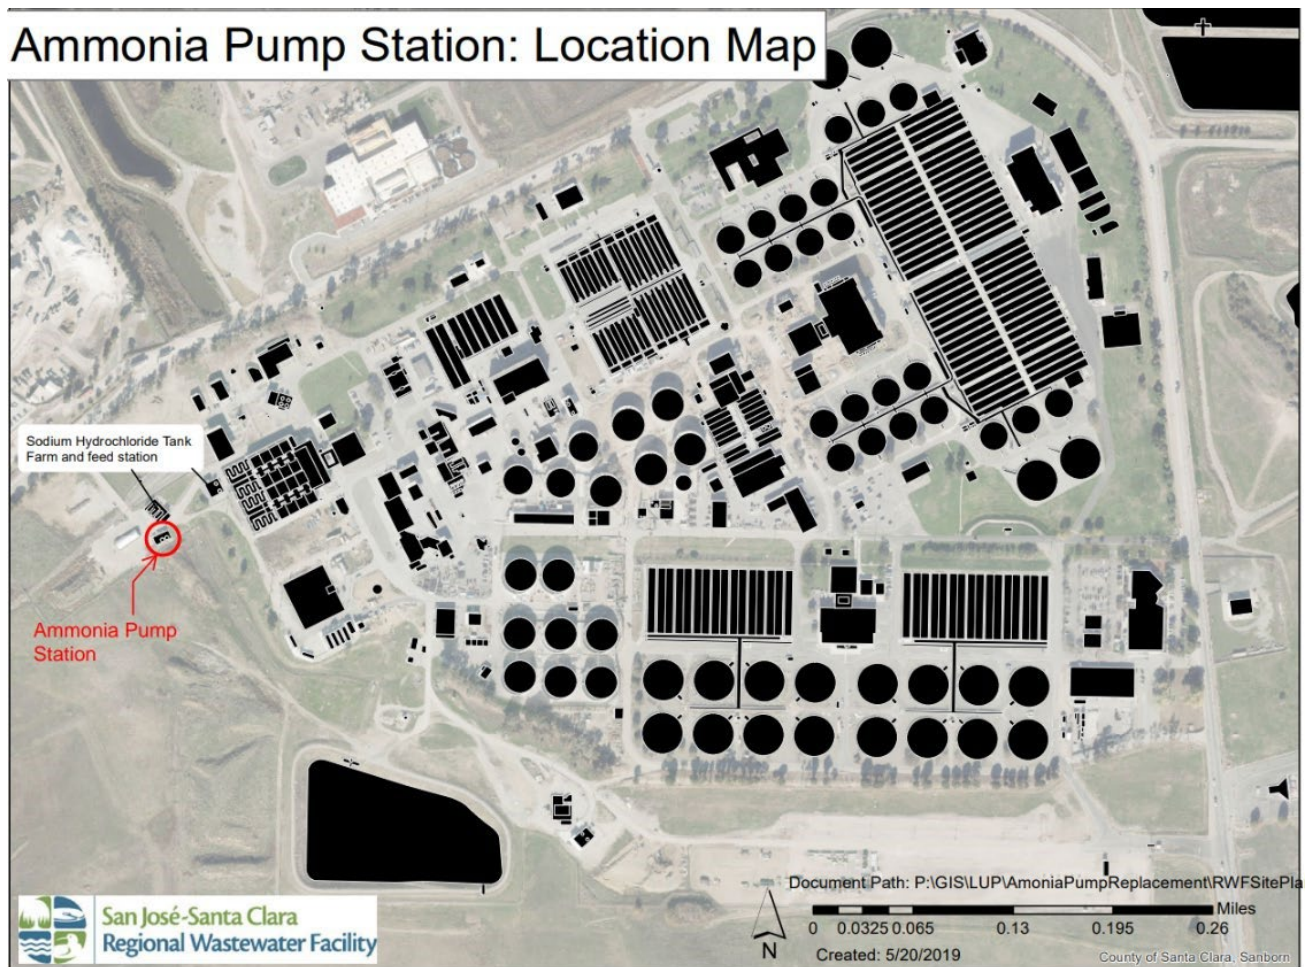 Ammonia Pump Station: Location Map
Sodium Hydrochloride Tank
Farm and feed station
Ammonia Pump
Station
San José-Santa Clara
Regional Wastewater Facility
Document Path: P:\GIS\LUP\AmoniaPumpReplacement\RWFSitePla
Miles
0 0.0325 0.065 0.13 0.195 0.26
N
Created: 5/20/2019
County of Santa Clara, Sanborn